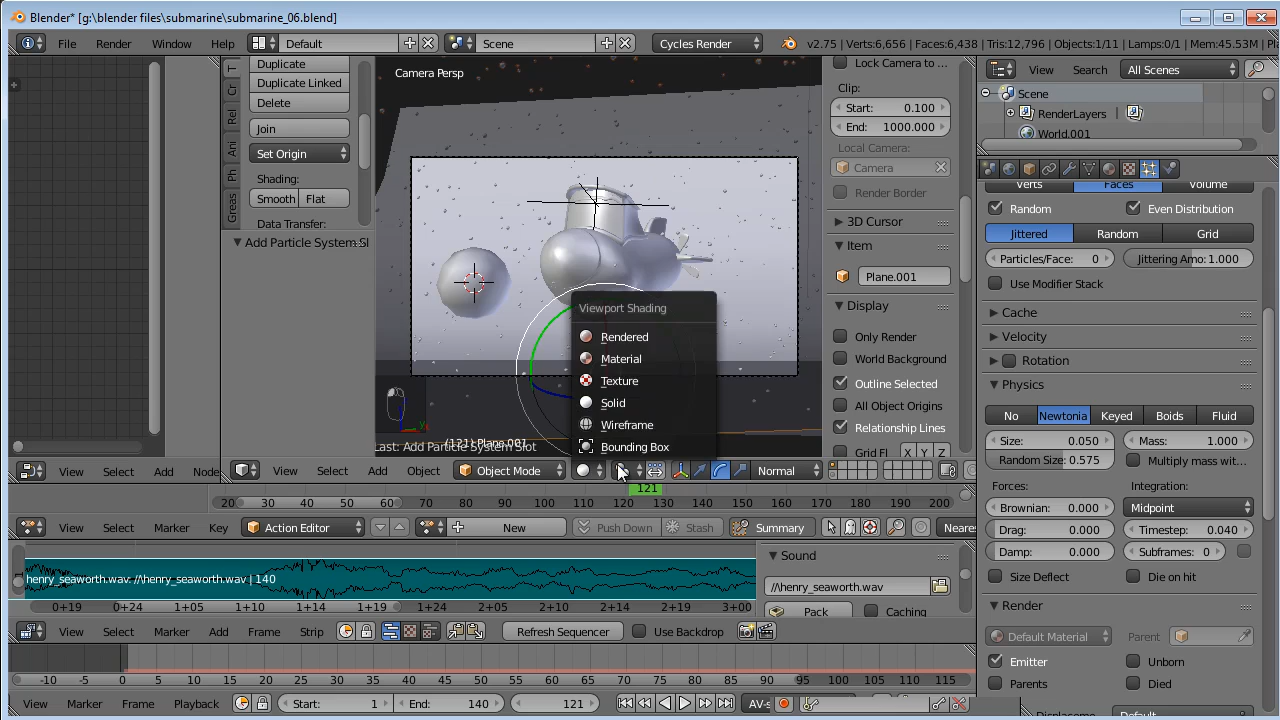 Blender* [g:\blender files\submarine\submarine_06.blend]
File Render Window Help Default Scene Cycles Render v2.75 | Verts:6,656 | Faces:6,438 | Tris:12,796 | Objects:1/11 | Lamps:0/1 | Mem:45.53M |
Duplicate
Duplicate Linked
Delete
Join
Set Origin
Shading:
Smooth Flat
Data Transfer:
Add Particle System Sl
T
Cr
Rel
Ani
Ph
Greas
Camera Persp
Viewport Shading
Rendered
Material
Texture
Solid
Wireframe
Bounding Box
(121) Plane.001
Last: Add Particle System Slot
Lock Camera to ...
Clip:
Start: 0.100
End: 1000.000
Local Camera:
Camera
Render Border
3D Cursor
Item
Plane.001
Display
Only Render
World Background
Outline Selected
All Object Origins
Relationship Lines
Grid Fl X Y Z
View Search All Scenes
Scene
RenderLayers |
World.001
Verts Faces Volume
Random Even Distribution
Jittered Random Grid
Particles/Face: 0 Jittering Amo: 1.000
Use Modifier Stack
Cache
Velocity
Rotation
Physics
No Newtonia Keyed Boids Fluid
Size: 0.050 Mass: 1.000
Random Size: 0.575 Multiply mass wit...
Forces: Integration:
Brownian: 0.000 Midpoint
Drag: 0.000 Timestep: 0.040
Damp: 0.000 Subframes: 0
Size Deflect Die on hit
Render
Default Material Parent
Emitter Unborn
Parents Died
Default
View Select Node
View Select Add Object Object Mode Normal
20 30 40 50 60 70 80 90 100 110 120 130 140 150 160 170 180 190 200
121
View Select Marker Key Action Editor New Push Down Stash Summary Neares
henry_seaworth.wav: //henry_seaworth.wav | 140
0+19 0+24 1+05 1+10 1+14 1+19 1+24 2+05 2+10 2+14 2+19 3+00
Sound
//henry_seaworth.wav
Pack Caching
View Select Marker Add Frame Strip Refresh Sequencer Use Backdrop
-10 -5 0 5 10 15 20 25 30 35 40 45 50 55 60 65 70 75 80 85 90 95 100 105 110 115
View Marker Frame Playback Start: 1 End: 140 121 AV-s